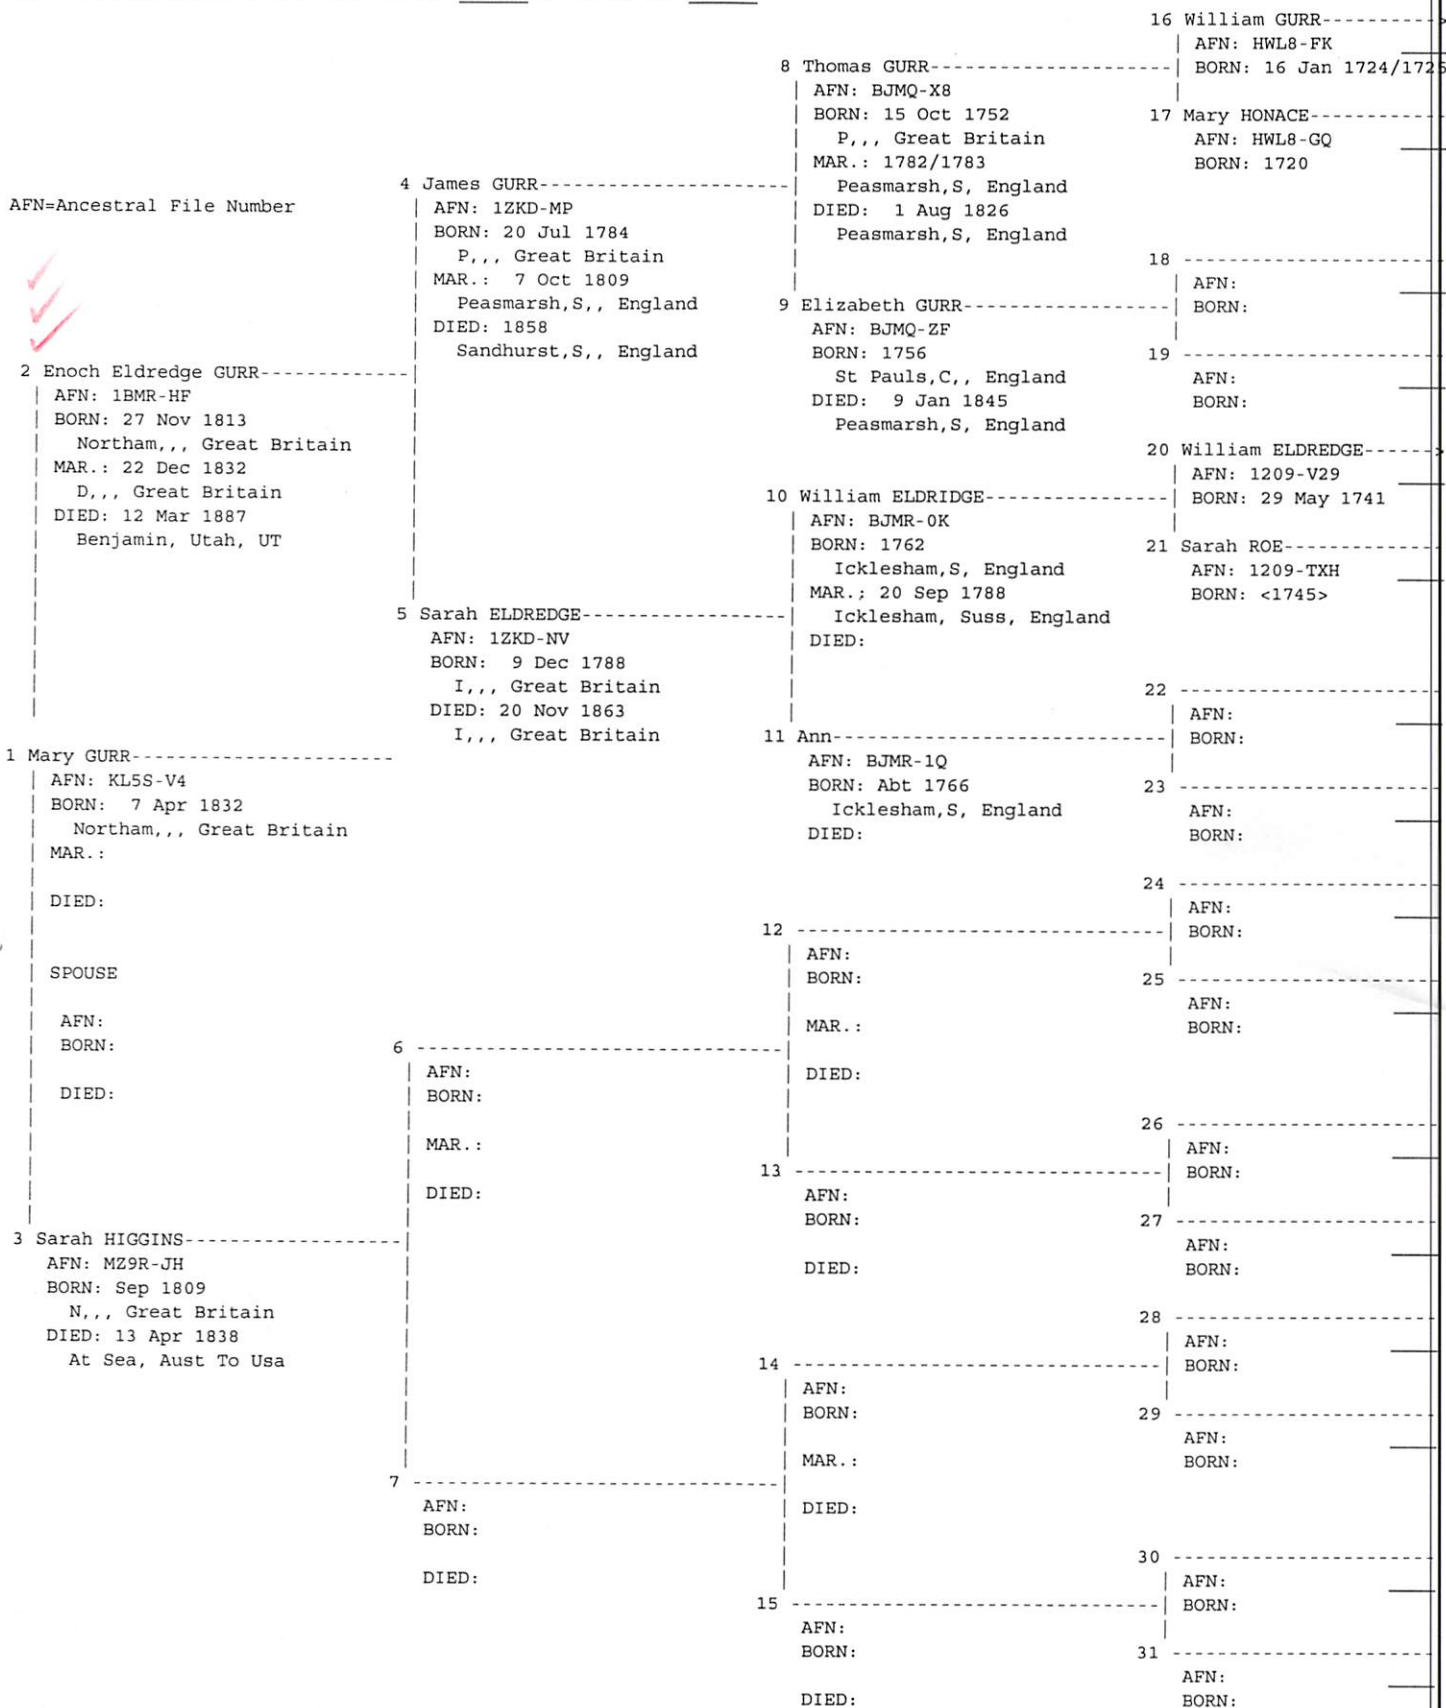 AFN=Ancestral File Number
1 Mary GURR
AFN: KL5S-V4
BORN: 7 Apr 1832
Northam,,, Great Britain
MAR.:
DIED:
SPOUSE
AFN:
BORN:
DIED:
2 Enoch Eldredge GURR
AFN: 1BMR-HF
BORN: 27 Nov 1813
Northam,,, Great Britain
MAR.: 22 Dec 1832
D,,, Great Britain
DIED: 12 Mar 1887
Benjamin, Utah, UT
3 Sarah HIGGINS
AFN: MZ9R-JH
BORN: Sep 1809
N,,, Great Britain
DIED: 13 Apr 1838
At Sea, Aust To Usa
4 James GURR
AFN: 1ZKD-MP
BORN: 20 Jul 1784
P,,, Great Britain
MAR.: 7 Oct 1809
Peasmarsh,S,, England
DIED: 1858
Sandhurst,S,, England
5 Sarah ELDREDGE
AFN: 1ZKD-NV
BORN: 9 Dec 1788
I,,, Great Britain
DIED: 20 Nov 1863
I,,, Great Britain
6
AFN:
BORN:
MAR.:
DIED:
7
AFN:
BORN:
DIED:
8 Thomas GURR
AFN: BJMQ-X8
BORN: 15 Oct 1752
P,,, Great Britain
MAR.: 1782/1783
Peasmarsh,S, England
DIED: 1 Aug 1826
Peasmarsh,S, England
9 Elizabeth GURR
AFN: BJMQ-ZF
BORN: 1756
St Pauls,C,, England
DIED: 9 Jan 1845
Peasmarsh,S, England
10 William ELDRIDGE
AFN: BJMR-0K
BORN: 1762
Icklesham,S, England
MAR.; 20 Sep 1788
Icklesham, Suss, England
DIED:
11 Ann
AFN: BJMR-1Q
BORN: Abt 1766
Icklesham,S, England
DIED:
12
AFN:
BORN:
MAR.:
DIED:
13
AFN:
BORN:
DIED:
14
AFN:
BORN:
MAR.:
DIED:
15
AFN:
BORN:
DIED:
16 William GURR
AFN: HWL8-FK
BORN: 16 Jan 1724/1725
17 Mary HONACE
AFN: HWL8-GQ
BORN: 1720
18
AFN:
BORN:
19
AFN:
BORN:
20 William ELDREDGE
AFN: 1209-V29
BORN: 29 May 1741
21 Sarah ROE
AFN: 1209-TXH
BORN: <1745>
22
AFN:
BORN:
23
AFN:
BORN:
24
AFN:
BORN:
25
AFN:
BORN:
26
AFN:
BORN:
27
AFN:
BORN:
28
AFN:
BORN:
29
AFN:
BORN:
30
AFN:
BORN:
31
AFN:
BORN: